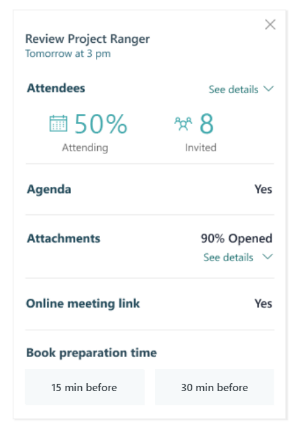 Review Project Ranger
Tomorrow at 3 pm
Attendees See details
50% 8
Attending Invited
Agenda Yes
Attachments 90% Opened
See details
Online meeting link Yes
Book preparation time
15 min before 30 min before